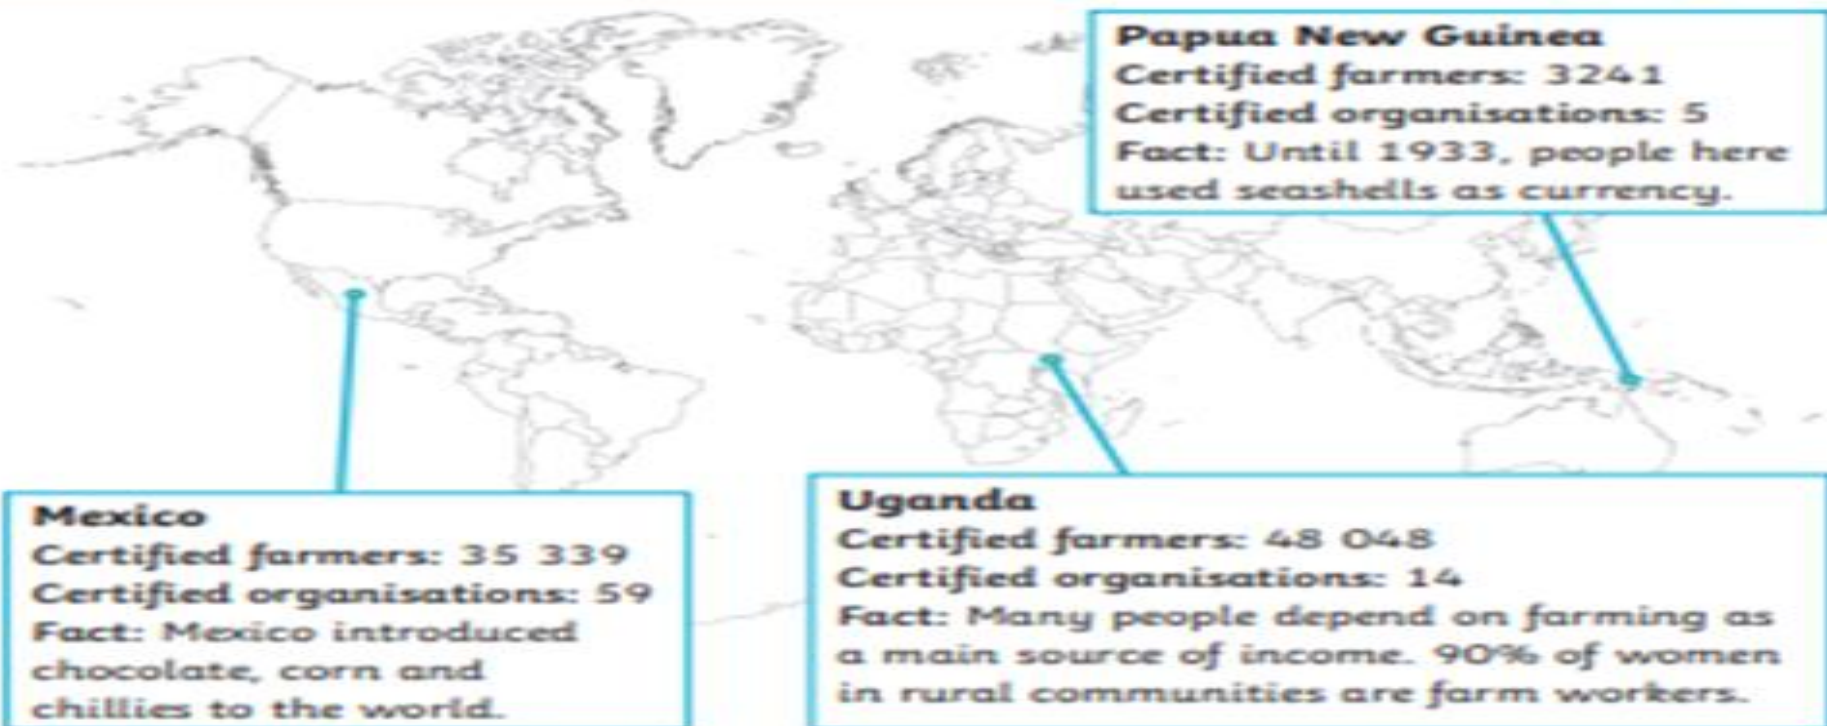 Papua New Guinea
Certified farmers: 3241
Certified organisations: 5
Fact: Until 1933, people here
used seashells as currency.
Mexico
Certified farmers: 35 339
Certified organisations: 59
Fact: Mexico introduced
chocolate, corn and
chillies to the world.
Uganda
Certified farmers: 48 048
Certified organisations: 14
Fact: Many people depend on farming as
a main source of income. 90% of women
in rural communities are farm workers.